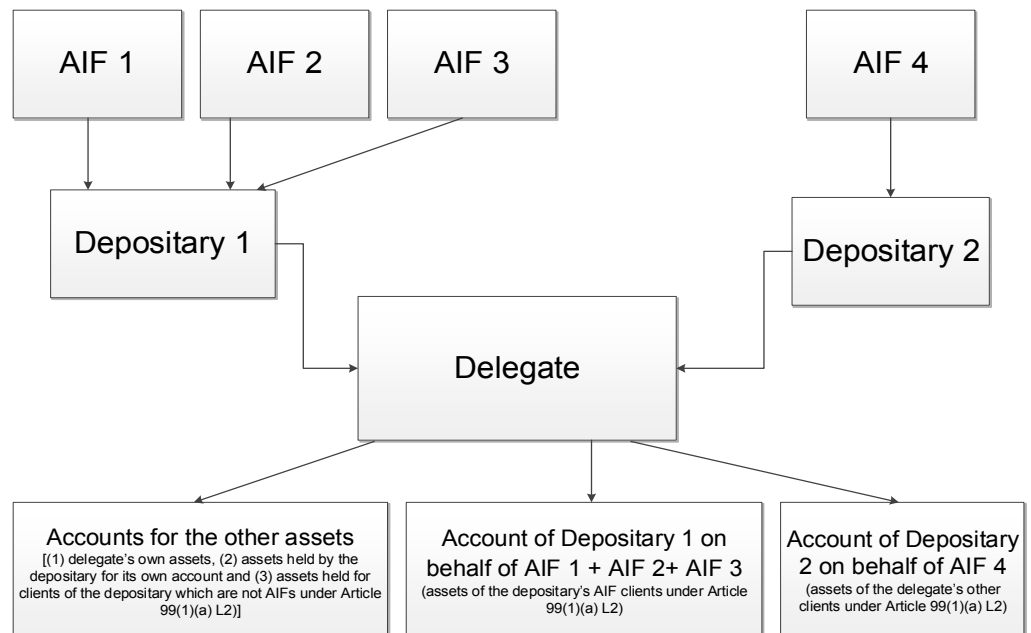 AIF 1
AIF 2
AIF 3
AIF 4
Depositary 1
Depositary 2
Delegate
Accounts for the other assets
[(1) delegate's own assets, (2) assets held by the
depositary for its own account and (3) assets held for
clients of the depositary which are not AIFs under Article
99(1)(a) L2)]
Account of Depositary 1 on
behalf of AIF 1 + AIF 2+ AIF 3
(assets of the depositary's AIF clients under Article
99(1)(a) L2)
Account of Depositary
2 on behalf of AIF 4
(assets of the delegate's other
clients under Article 99(1)(a) L2)